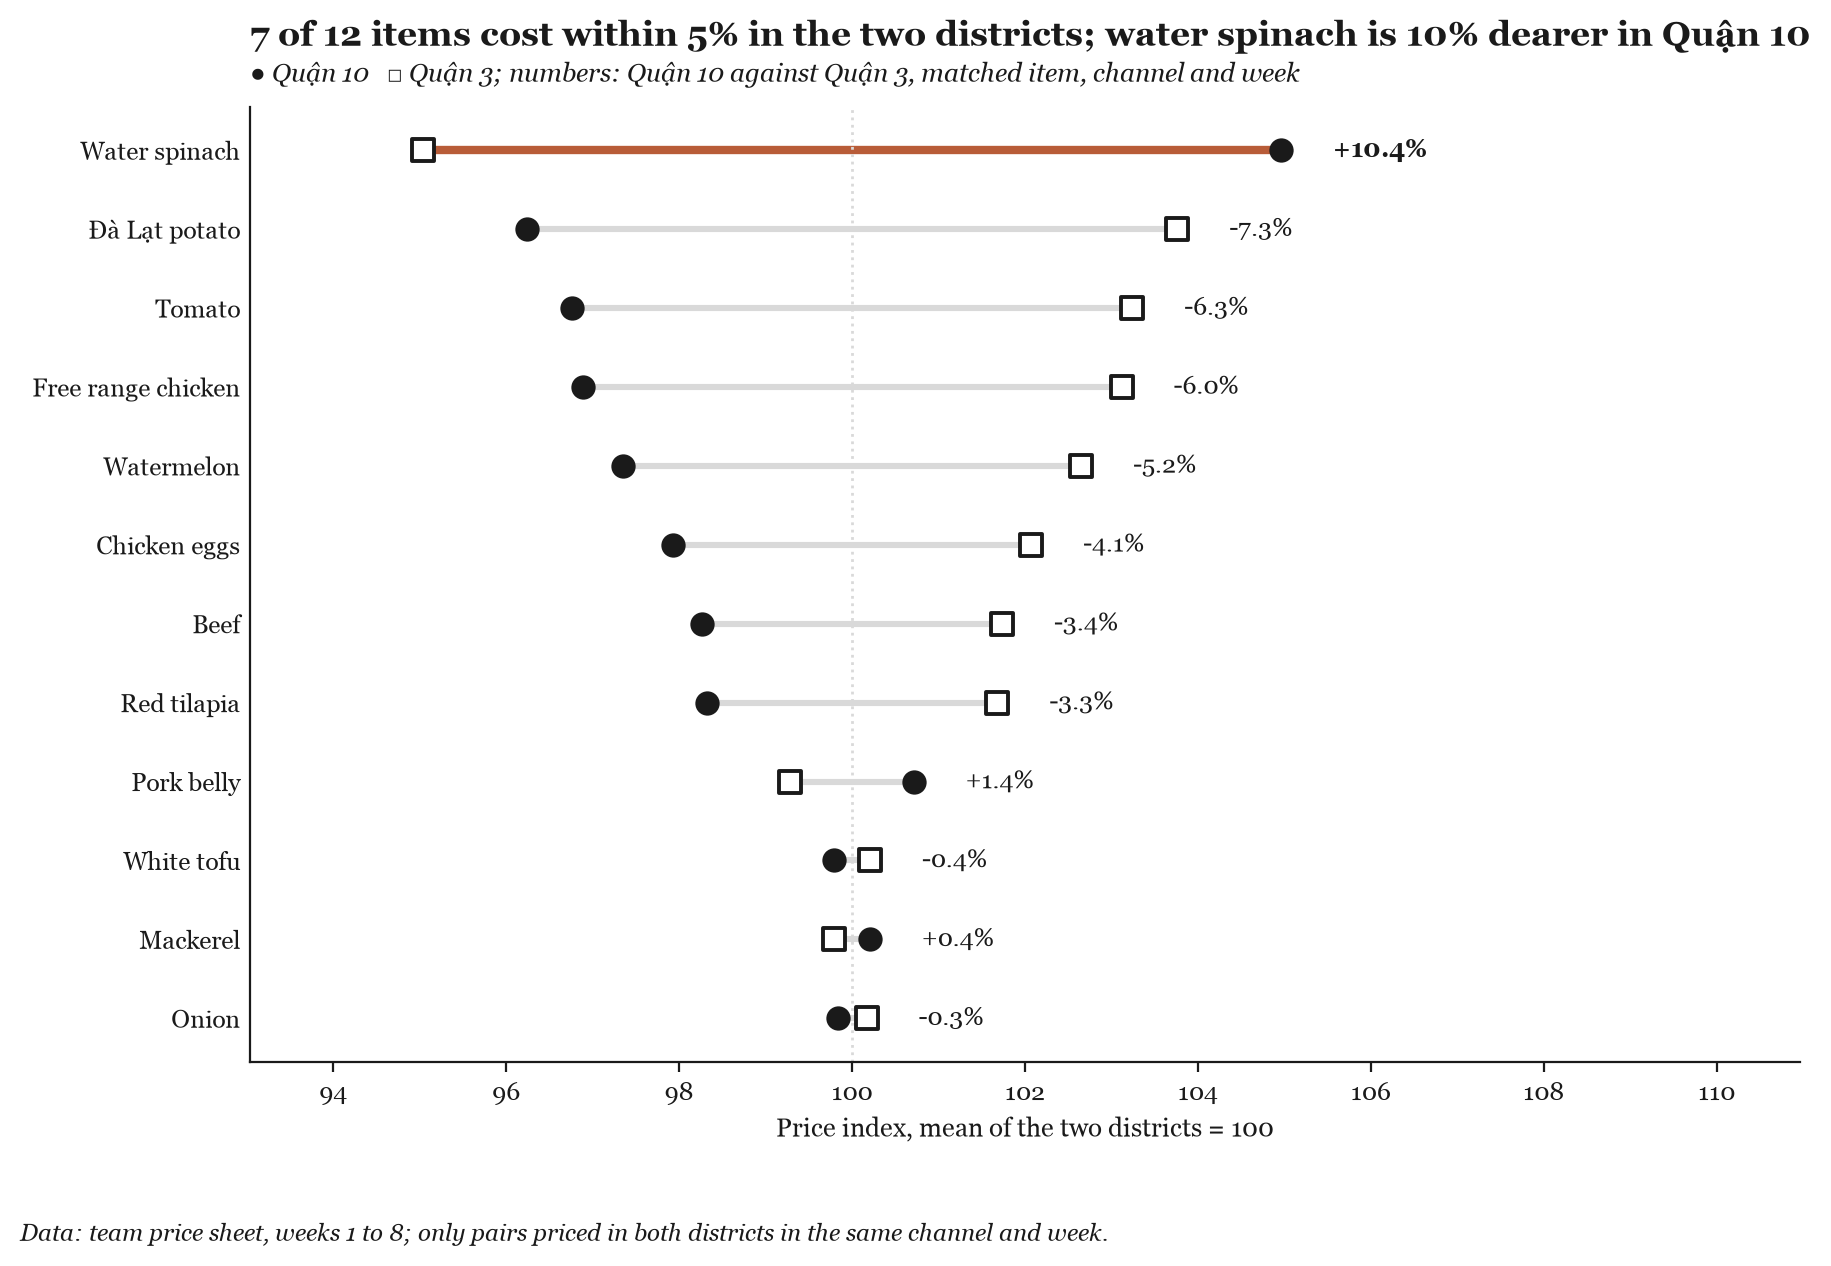 7 of 12 items cost within 5% in the two districts; water spinach is 10% dearer in Quận 10
● Quận 10 □ Quận 3; numbers: Quận 10 against Quận 3, matched item, channel and week
Water spinach +10.4%
Đà Lạt potato -7.3%
Tomato -6.3%
Free range chicken -6.0%
Watermelon -5.2%
Chicken eggs -4.1%
Beef -3.4%
Red tilapia -3.3%
Pork belly +1.4%
White tofu -0.4%
Mackerel +0.4%
Onion -0.3%
94 96 98 100 102 104 106 108 110
Price index, mean of the two districts = 100
Data: team price sheet, weeks 1 to 8; only pairs priced in both districts in the same channel and week.